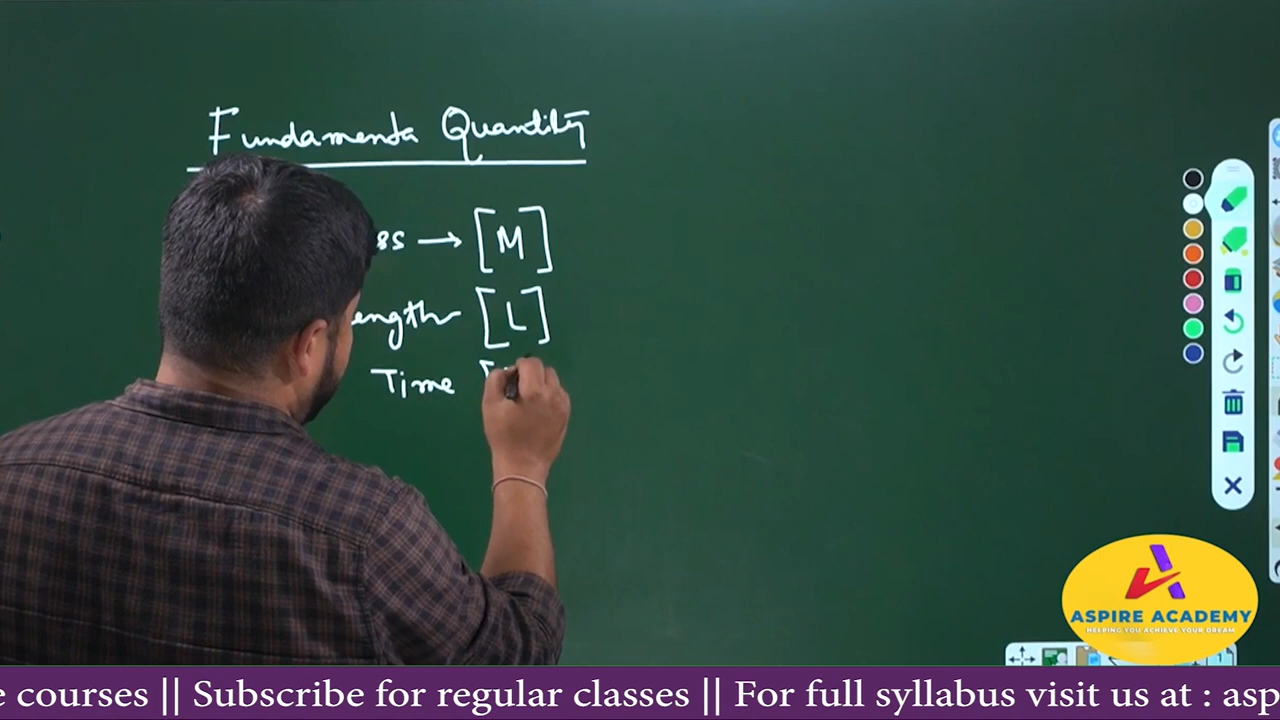 Fundamenta Quantity
ss → [M]
ength [L]
Time [
ASPIRE ACADEMY
HELPING YOU ACHIEVE YOUR DREAM
e courses || Subscribe for regular classes || For full syllabus visit us at : asp